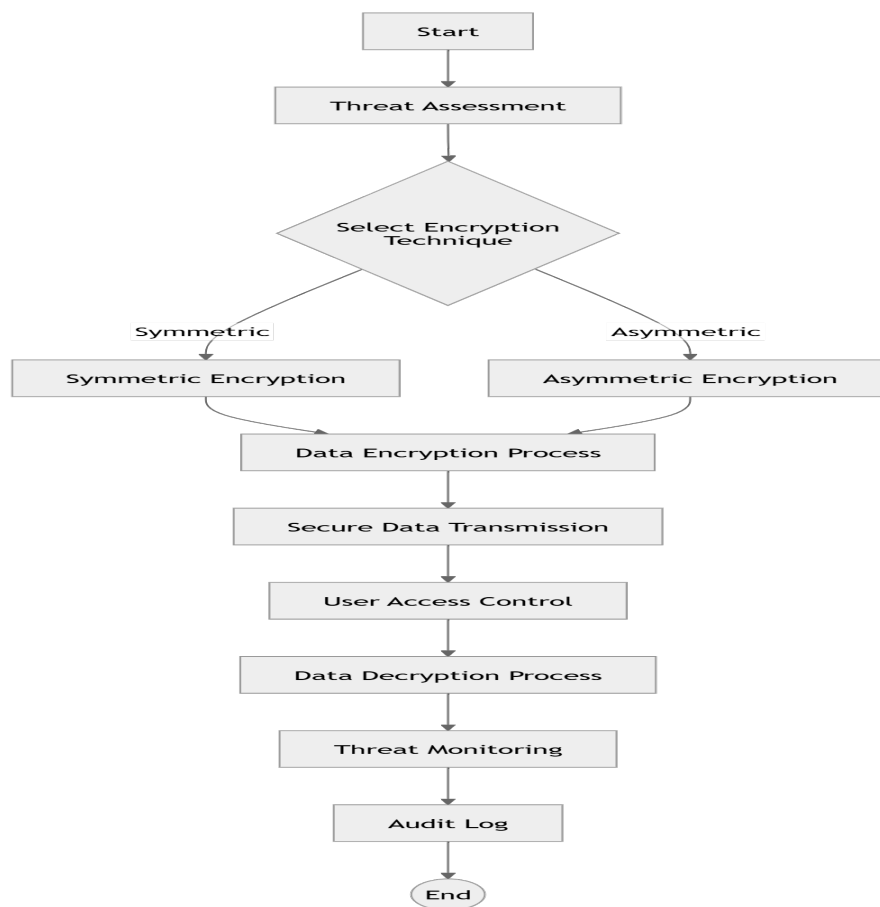 Start
Threat Assessment
Select Encryption
Technique
Symmetric
Asymmetric
Symmetric Encryption
Asymmetric Encryption
Data Encryption Process
Secure Data Transmission
User Access Control
Data Decryption Process
Threat Monitoring
Audit Log
End